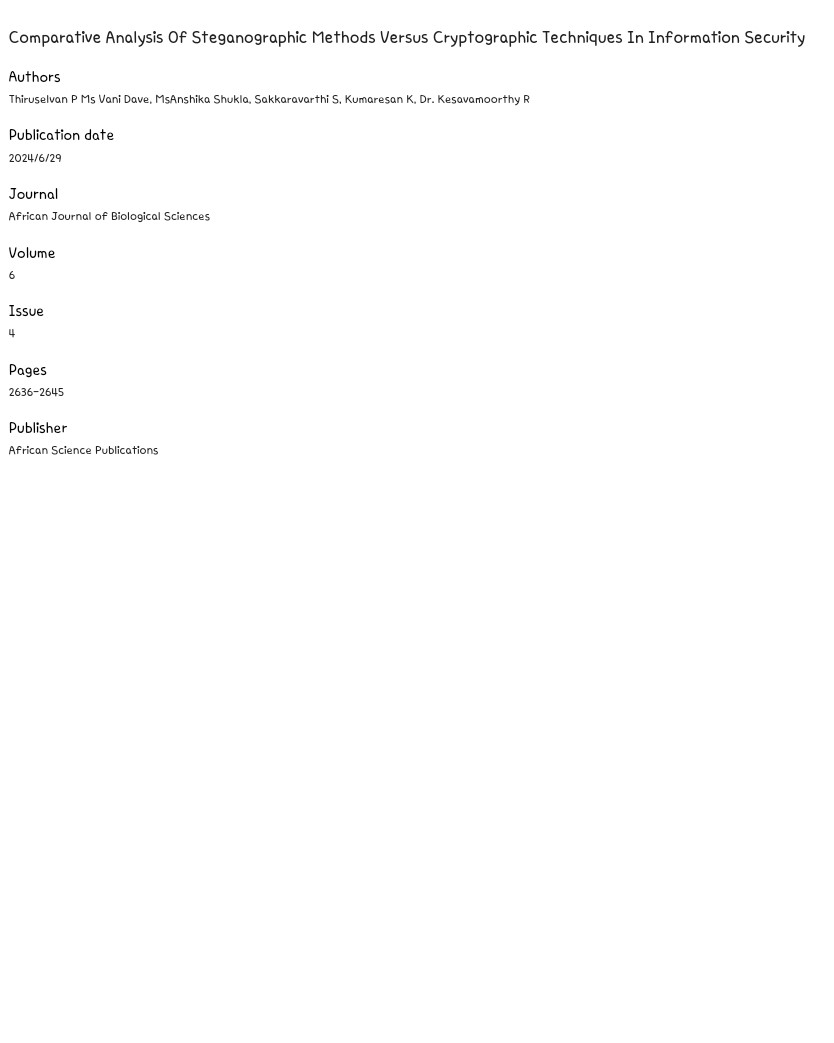 Comparative Analysis Of Steganographic Methods Versus Cryptographic Techniques In Information Security
Authors
Thiruselvan P Ms Vani Dave, MsAnshika Shukla, Sakkaravarthi S, Kumaresan K, Dr. Kesavamoorthy R
Publication date
2024/6/29
Journal
African Journal of Biological Sciences
Volume
6
Issue
4
Pages
2636-2645
Publisher
African Science Publications